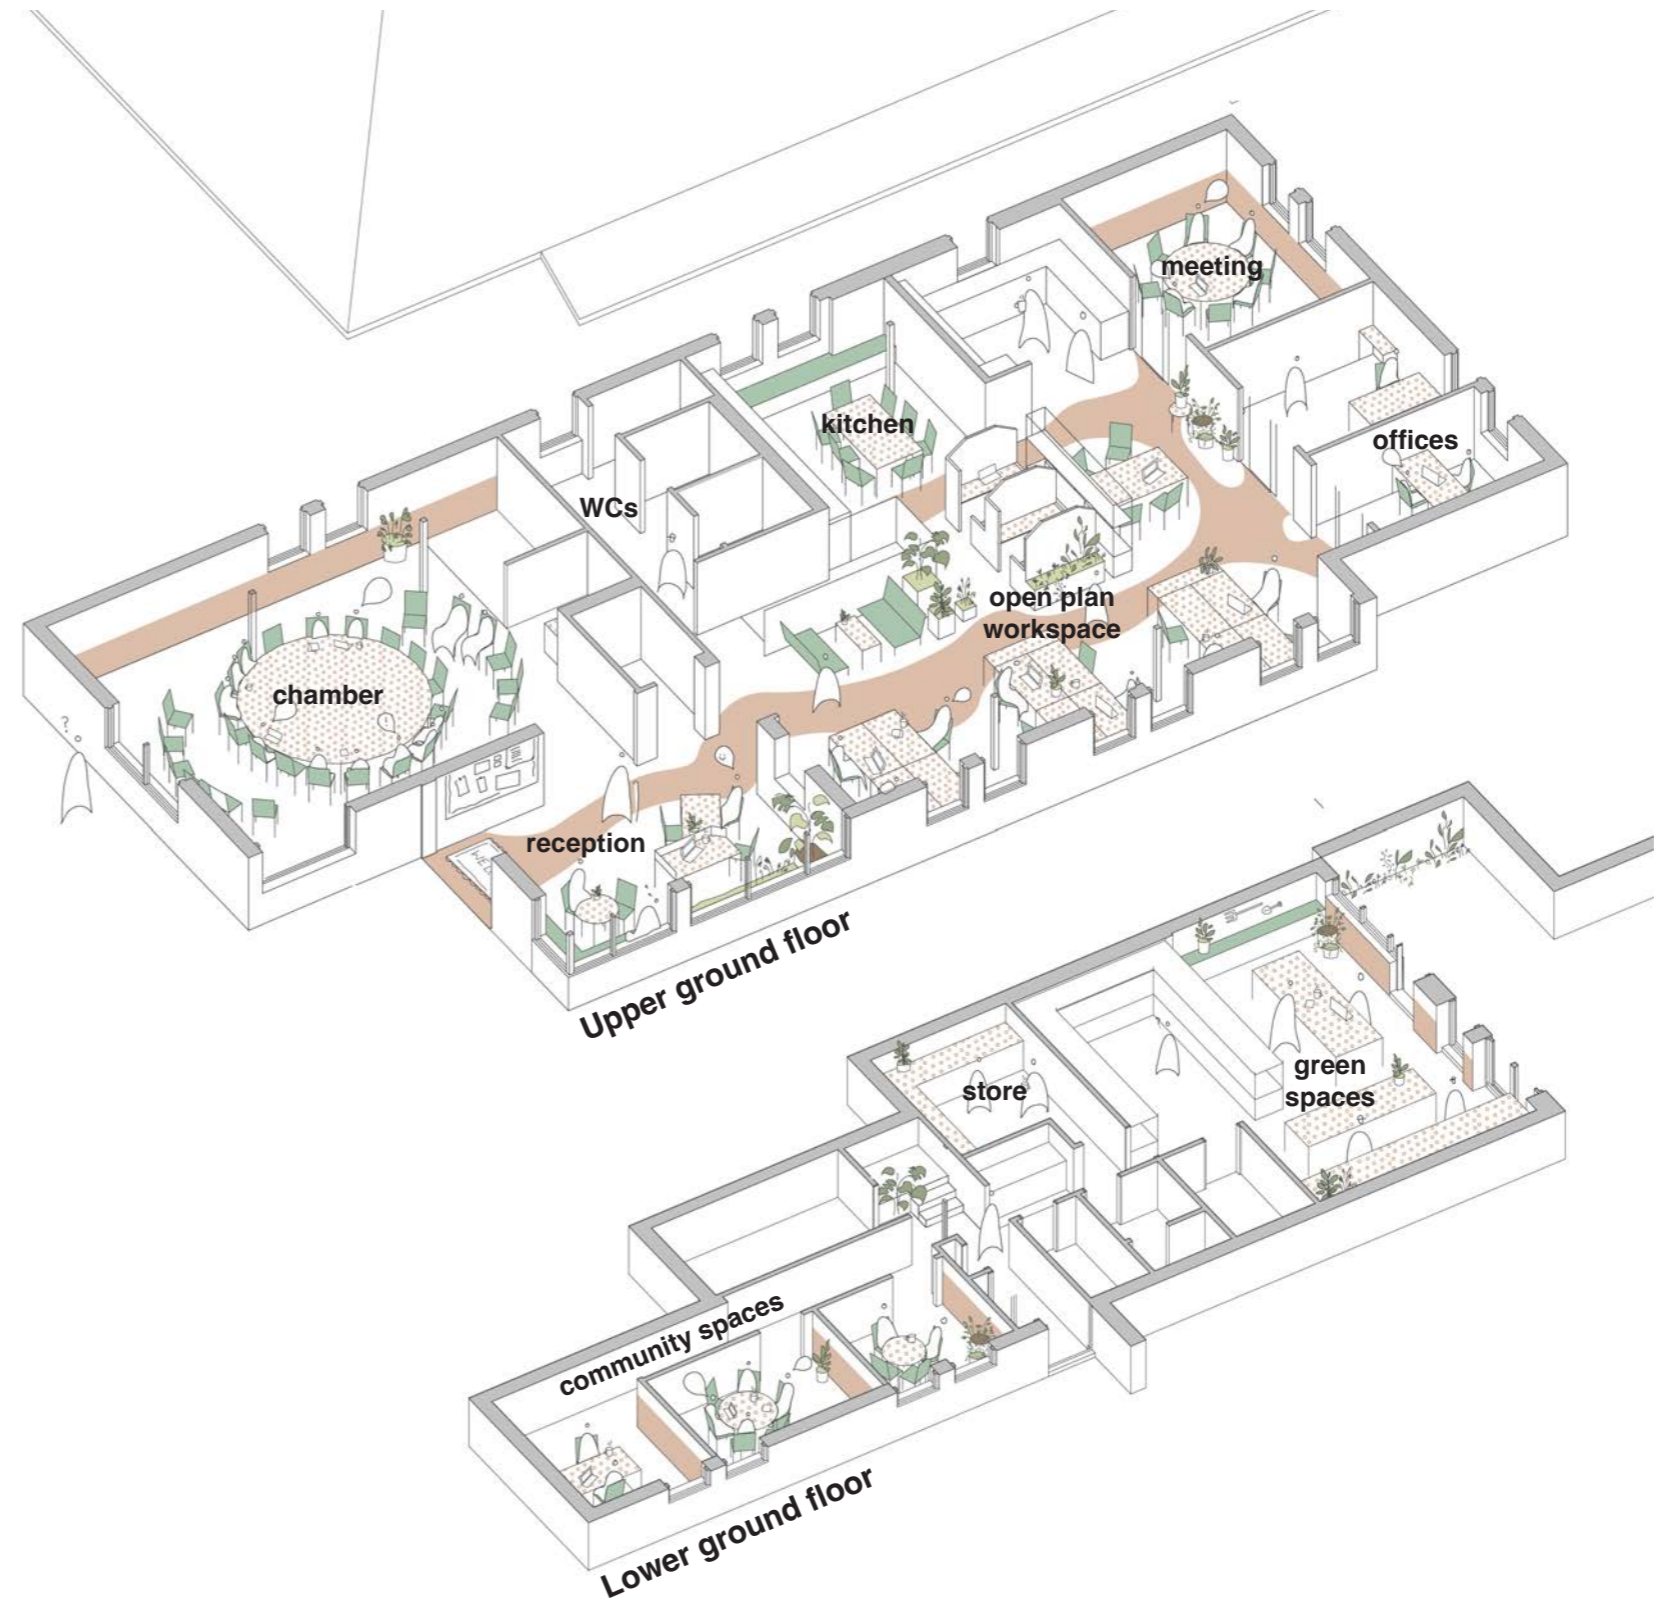 meeting
kitchen
offices
WCs
open plan
workspace
chamber
?
reception
Upper ground floor
green
spaces
store
community spaces
Lower ground floor